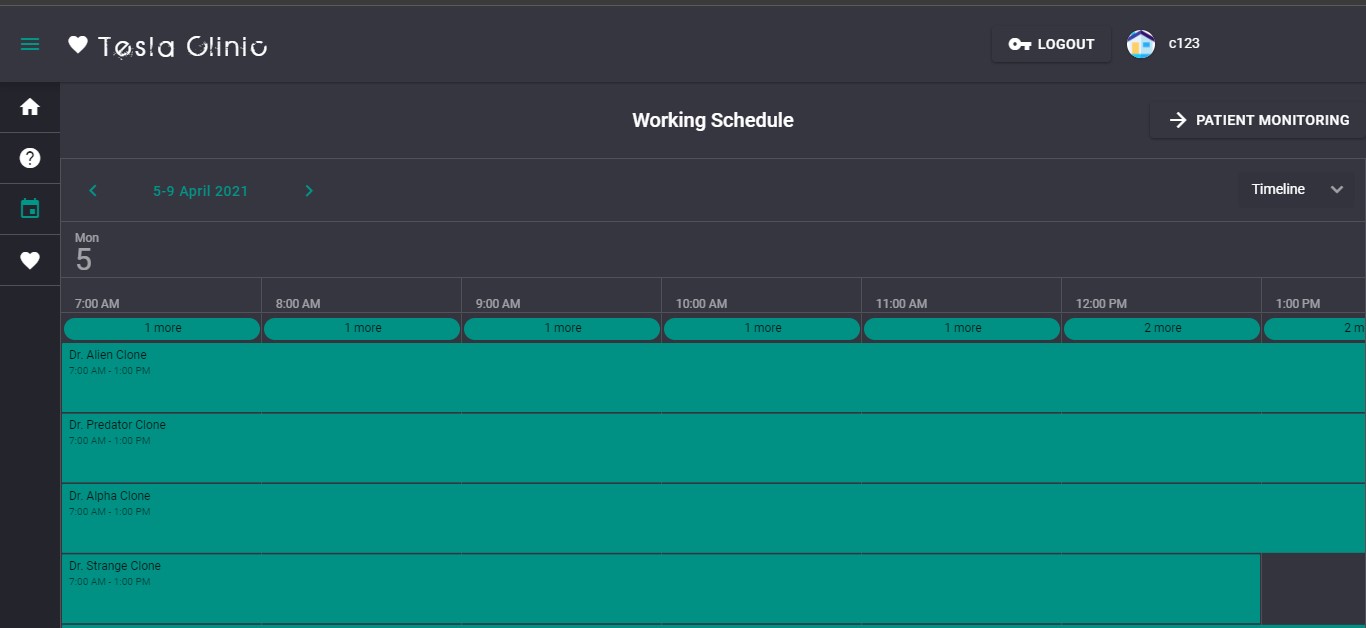 Tesla Clinic
LOGOUT
c123
Working Schedule
PATIENT MONITORING
5-9 April 2021
Timeline
Mon
5
7:00 AM
8:00 AM
9:00 AM
10:00 AM
11:00 AM
12:00 PM
1:00 PM
1 more
1 more
1 more
1 more
1 more
2 more
2 m
Dr. Alien Clone
7:00 AM - 1:00 PM
Dr. Predator Clone
7:00 AM - 1:00 PM
Dr. Alpha Clone
7:00 AM - 1:00 PM
Dr. Strange Clone
7:00 AM - 1:00 PM